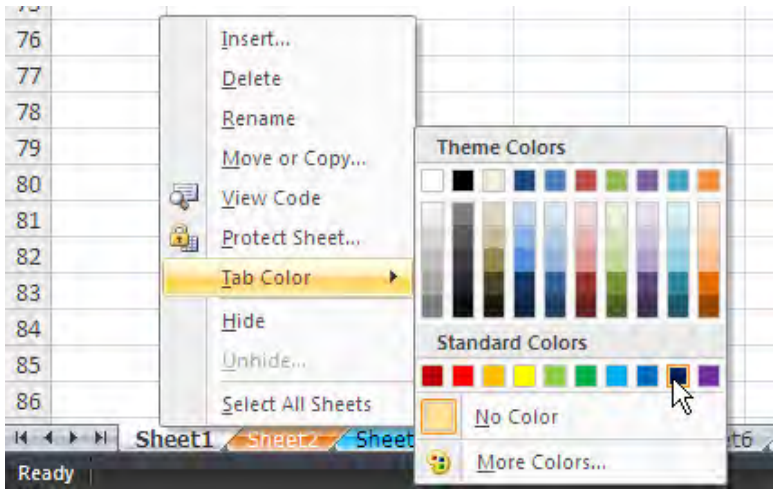 76
77
78
79
80
81
82
83
84
85
86
Insert...
Delete
Rename
Move or Copy...
View Code
Protect Sheet...
Tab Color
Hide
Unhide...
Select All Sheets
Theme Colors
Standard Colors
No Color
More Colors...
Sheet1 Sheet2 Sheet t6
Ready